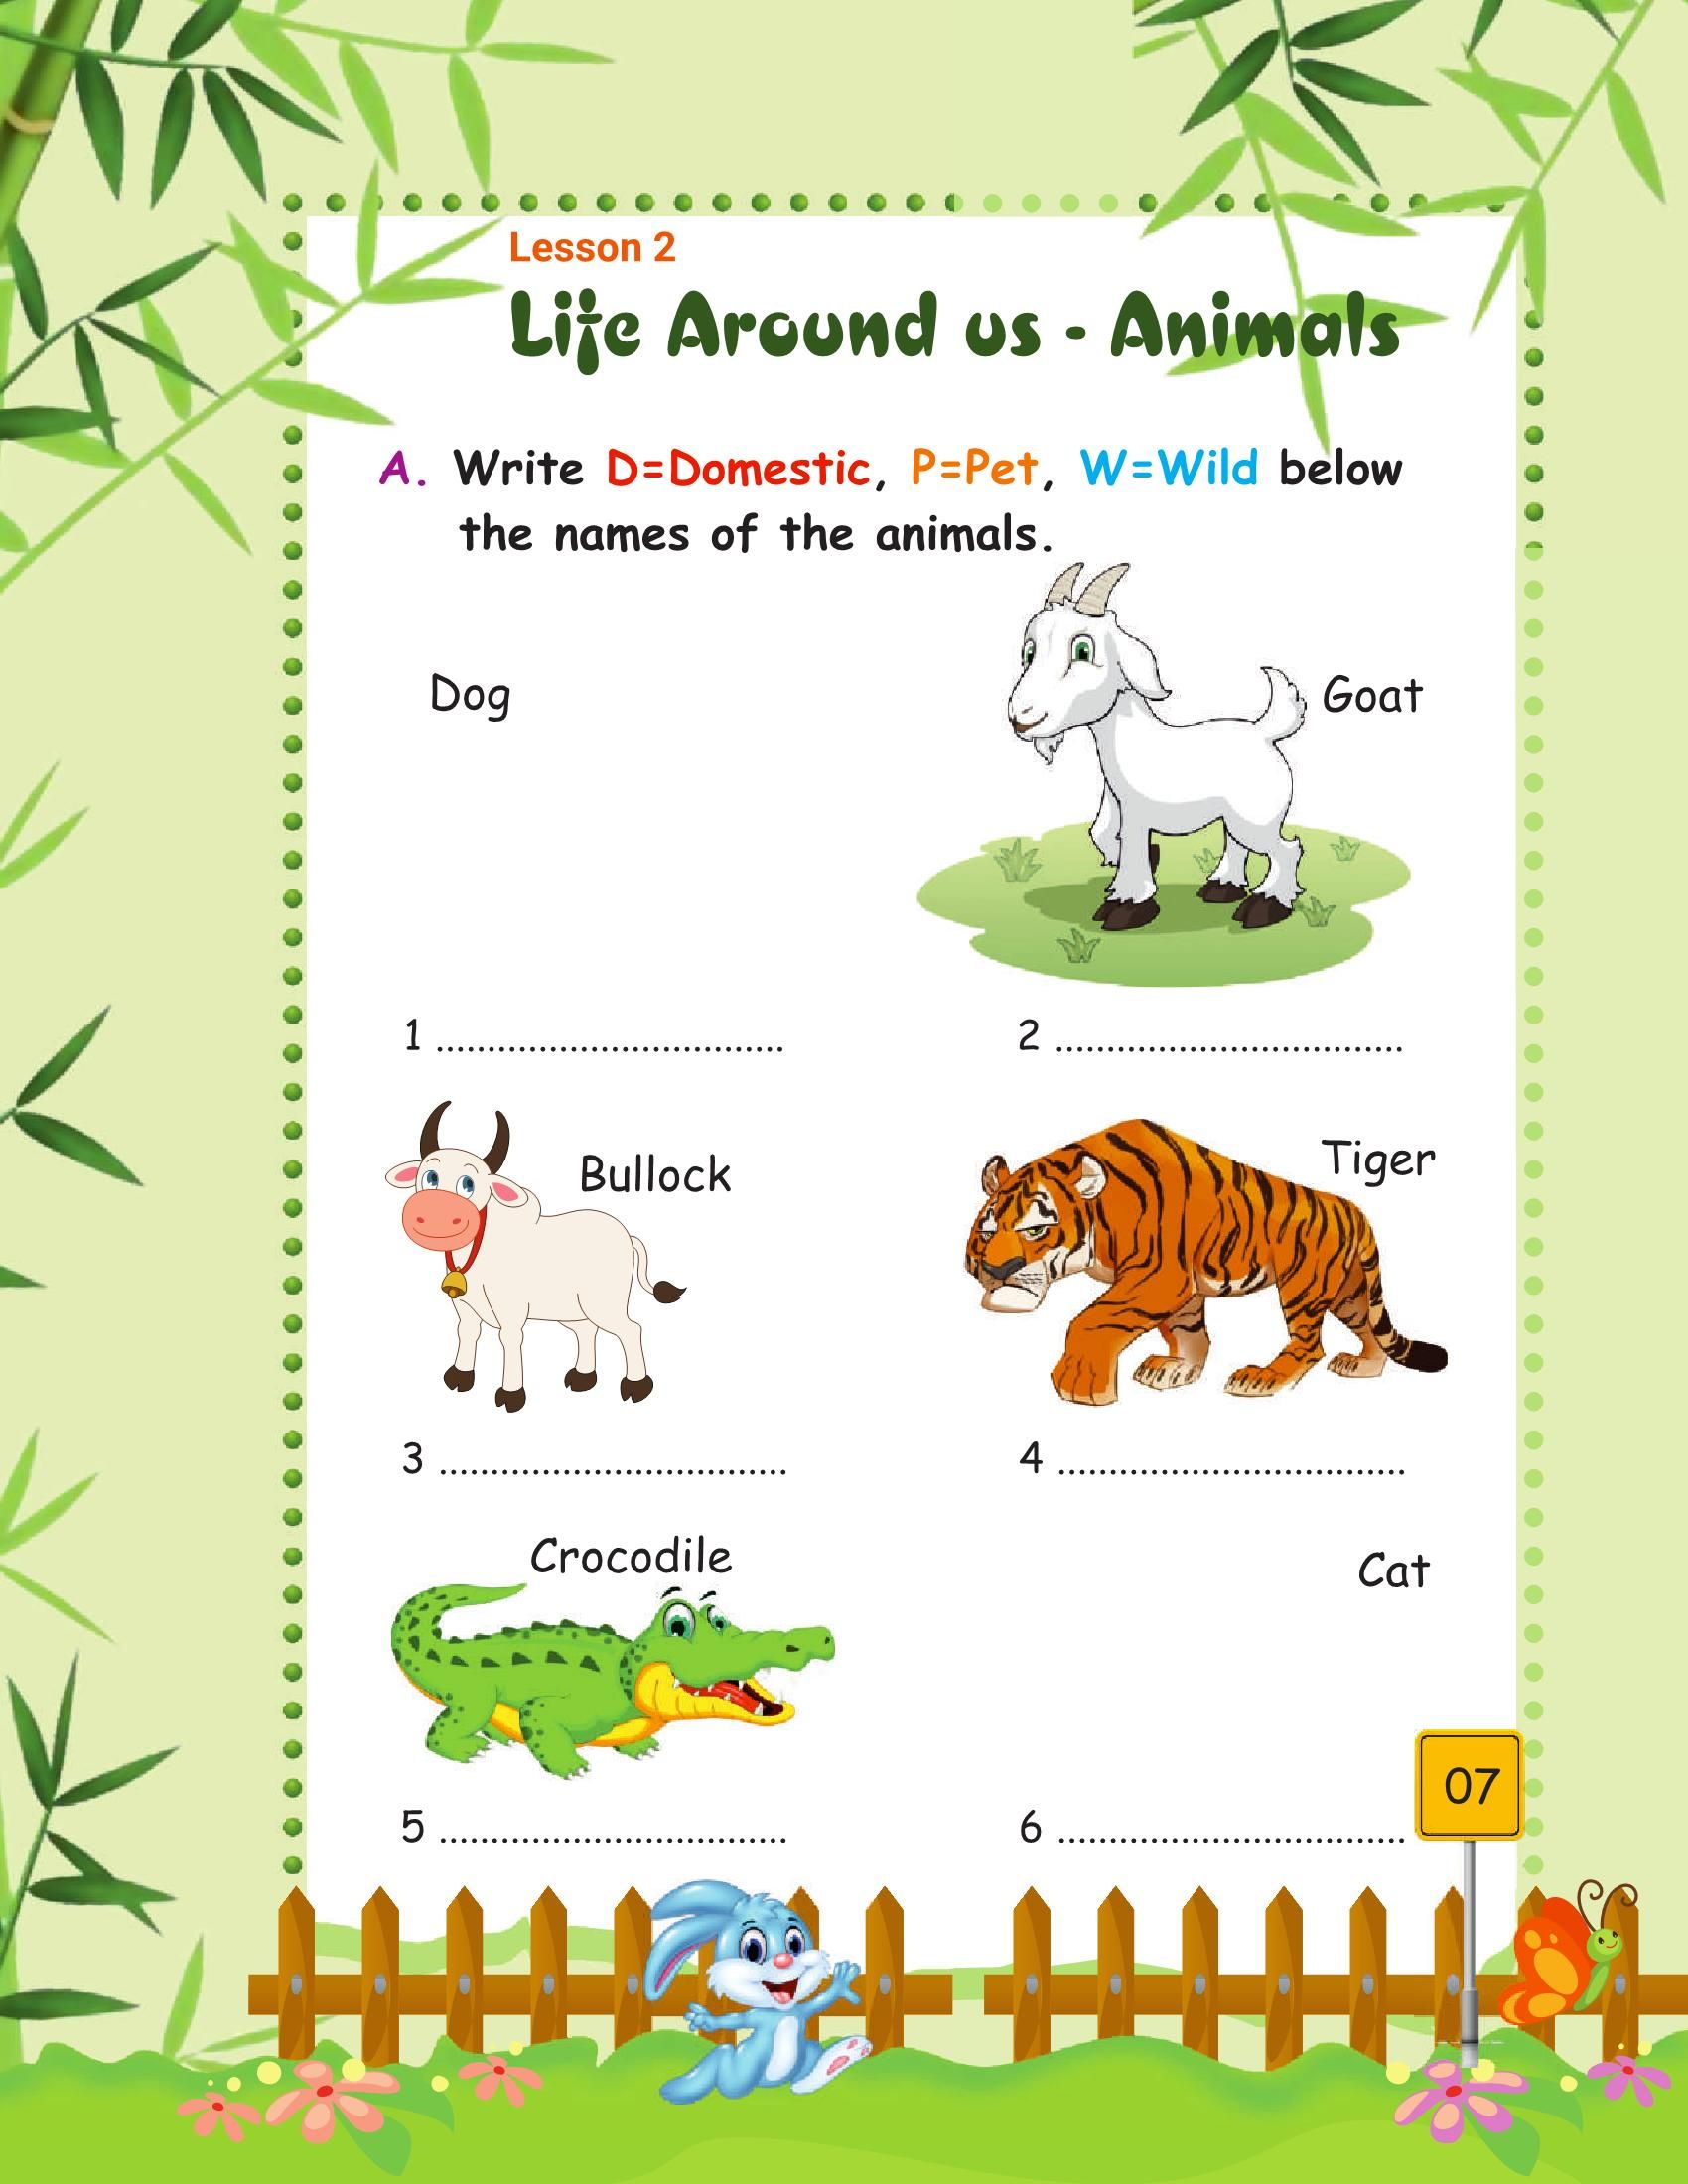 Lesson 2
Life Around us - Animals
A. Write D=Domestic, P=Pet, W=Wild below
the names of the animals.
Dog
Goat
1 ..................................
2 ..................................
Bullock
Tiger
3 ..................................
4 ..................................
Crocodile
Cat
07
5 ..................................
6 ..................................